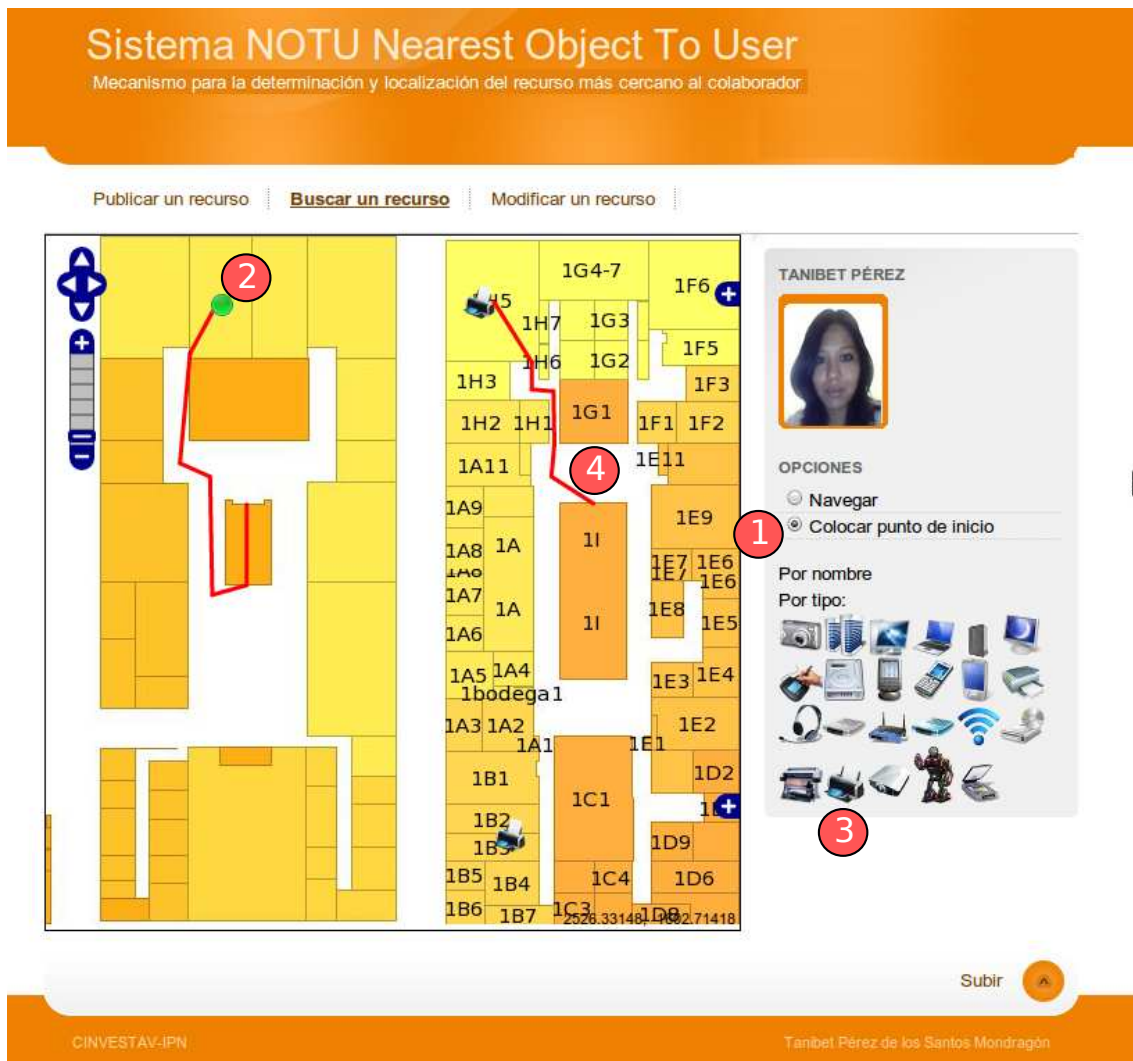 Sistema NOTU Nearest Object To User
Mecanismo para la determinación y localización del recurso más cercano al colaborador
Publicar un recurso Buscar un recurso Modificar un recurso
2
1G4-7
1F6
1H7 1G3
1H6 1G2 1F5
1H3 1F3
1G1
1H2 1H1 1F1 1F2
1A11 4 1E11
1A9 1E9
1A8 1A 1I
1E7 1E6
1A8 1E7 1E6
1A7 1A 1E8
1A6 1I 1E5
1A5 1A4 1E3 1E4
1bodega1
1A3 1A2 1E2
1A1 1E1
1B1 1D2
1C1
1B2
1B3 1D9
1B5 1B4 1C4 1D6
1B6 1B7 1C3 1D8
TANIBET PÉREZ
OPCIONES
Navegar
1 Colocar punto de inicio
Por nombre
Por tipo:
3
Subir
CINVESTAV-IPN Tanibet Pérez de los Santos Mondragón